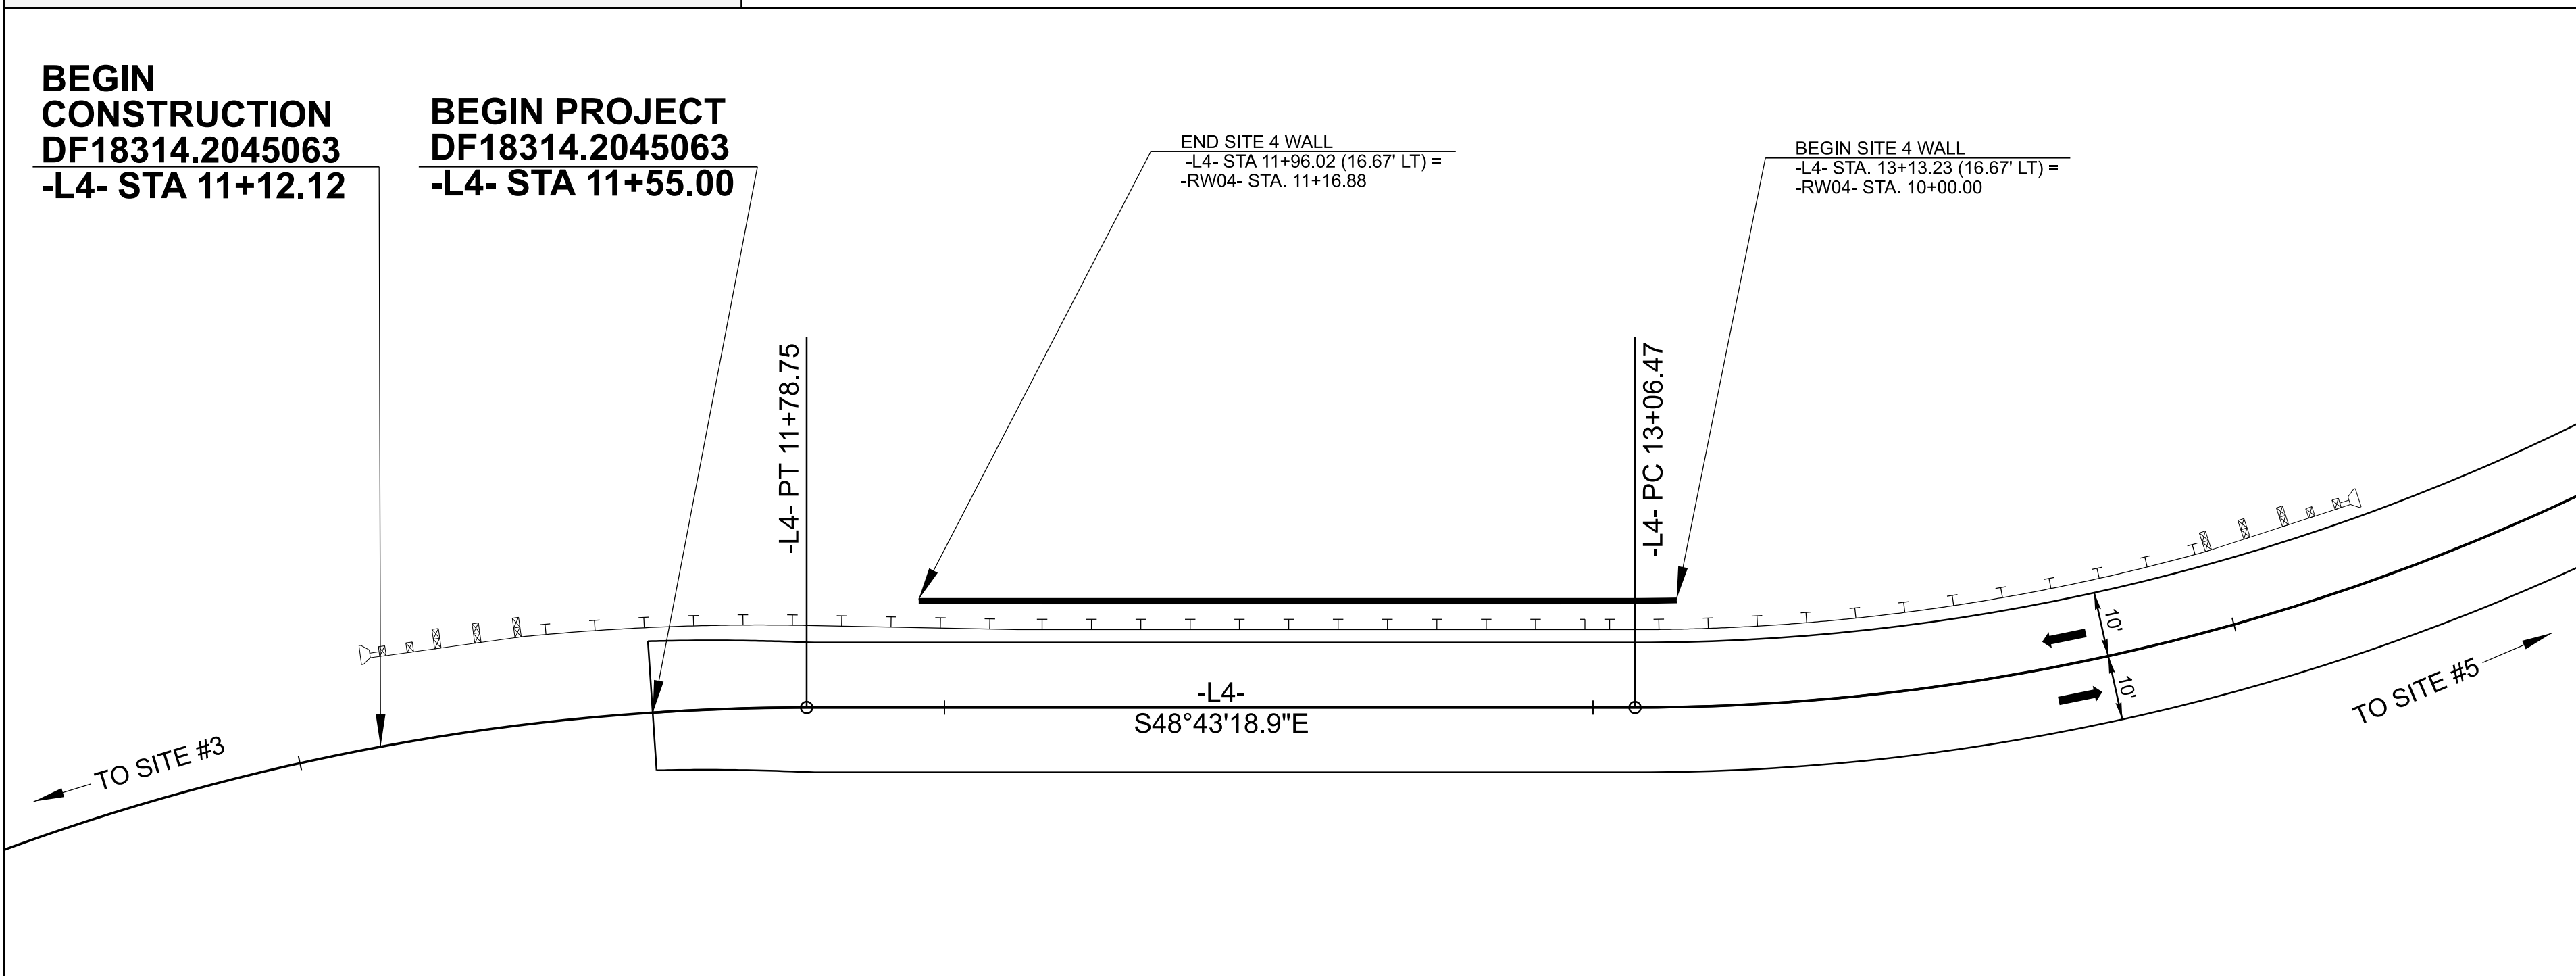 BEGIN
CONSTRUCTION
DF18314.2045063
-L4- STA 11+12.12
BEGIN PROJECT
DF18314.2045063
-L4- STA 11+55.00
END SITE 4 WALL
-L4- STA 11+96.02 (16.67' LT) =
-RW04- STA. 11+16.88
BEGIN SITE 4 WALL
-L4- STA. 13+13.23 (16.67' LT) =
-RW04- STA. 10+00.00
-L4- PT 11+78.75
-L4- PC 13+06.47
10'
10'
-L4-
S48°43'18.9"E
TO SITE #3
TO SITE #5